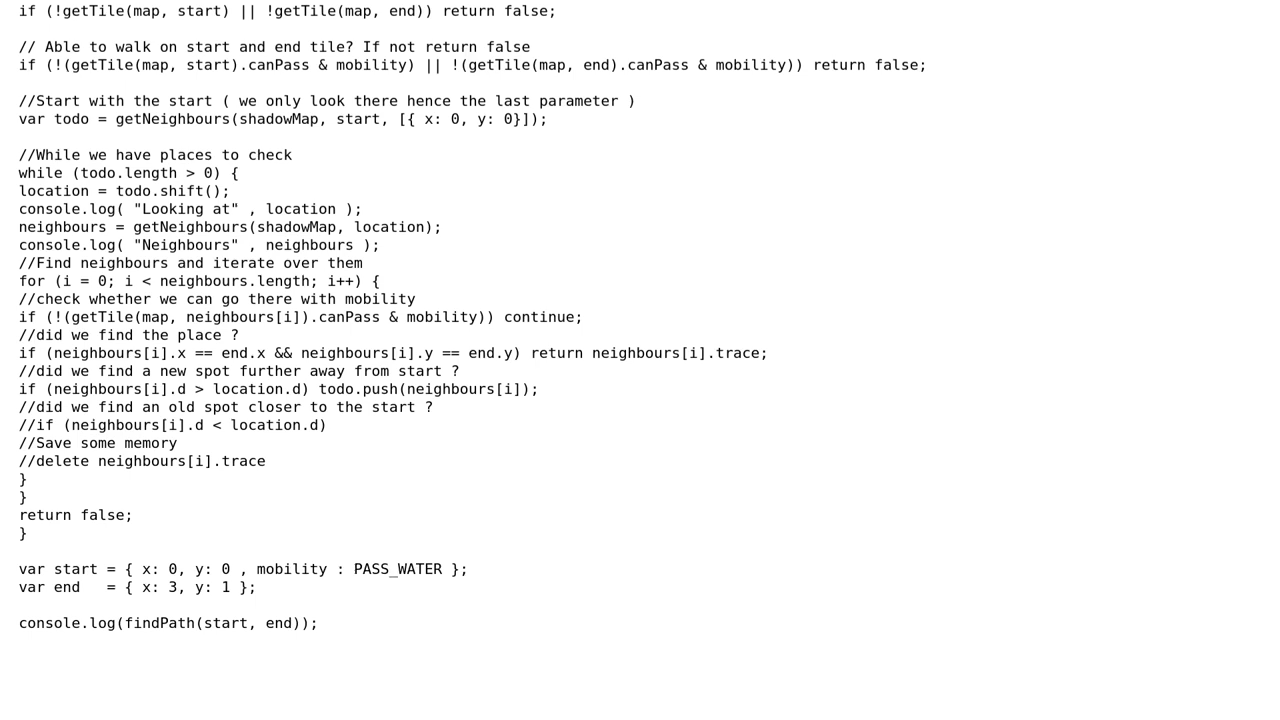 if (!getTile(map, start) || !getTile(map, end)) return false;

// Able to walk on start and end tile? If not return false
if (!(getTile(map, start).canPass & mobility) || !(getTile(map, end).canPass & mobility)) return false;

//Start with the start ( we only look there hence the last parameter )
var todo = getNeighbours(shadowMap, start, [{ x: 0, y: 0}]);

//While we have places to check
while (todo.length > 0) {
location = todo.shift();
console.log( "Looking at" , location );
neighbours = getNeighbours(shadowMap, location);
console.log( "Neighbours" , neighbours );
//Find neighbours and iterate over them
for (i = 0; i < neighbours.length; i++) {
//check whether we can go there with mobility
if (!(getTile(map, neighbours[i]).canPass & mobility)) continue;
//did we find the place ?
if (neighbours[i].x == end.x && neighbours[i].y == end.y) return neighbours[i].trace;
//did we find a new spot further away from start ?
if (neighbours[i].d > location.d) todo.push(neighbours[i]);
//did we find an old spot closer to the start ?
//if (neighbours[i].d < location.d)
//Save some memory
//delete neighbours[i].trace
}
}
return false;
}

var start = { x: 0, y: 0 , mobility : PASS_WATER };
var end   = { x: 3, y: 1 };

console.log(findPath(start, end));